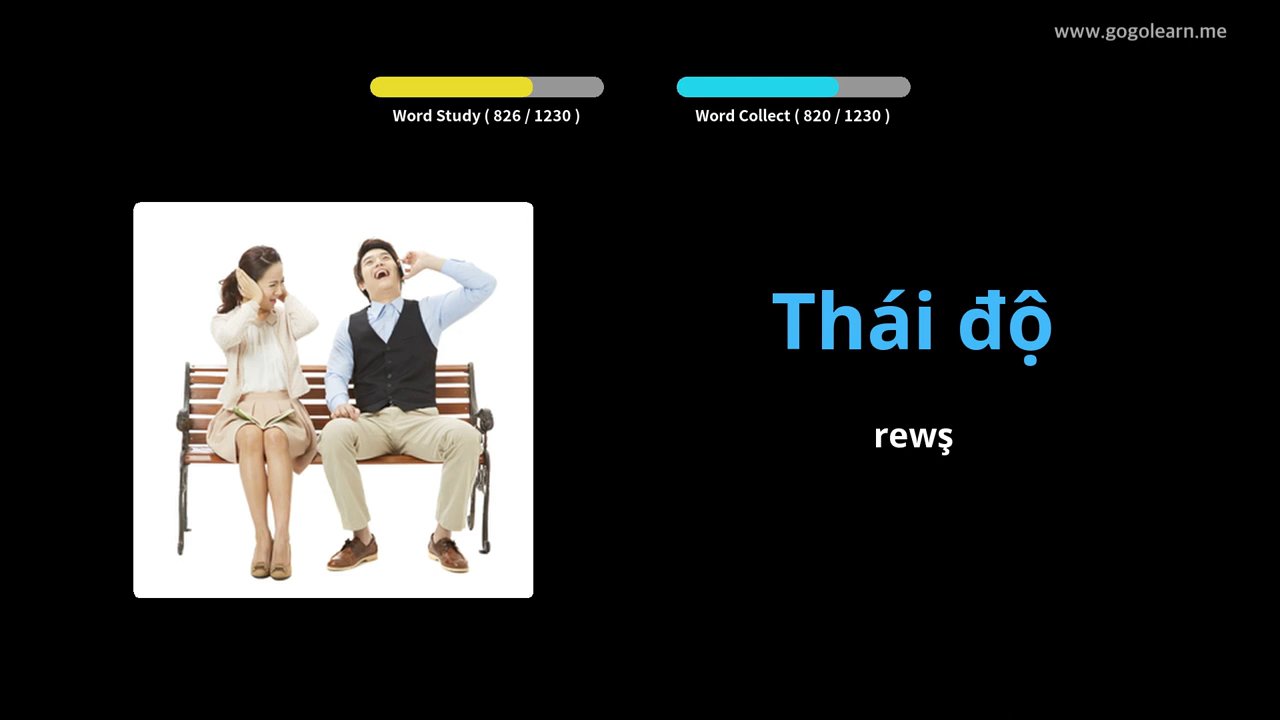 www.gogolearn.me
Word Study ( 826 / 1230 )
Word Collect ( 820 / 1230 )
Thái độ
rewş